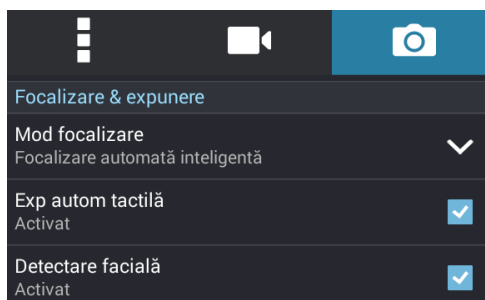 Focalizare & expunere
Mod focalizare
Focalizare automată inteligentă
Exp autom tactilă
Activat
Detectare facială
Activat